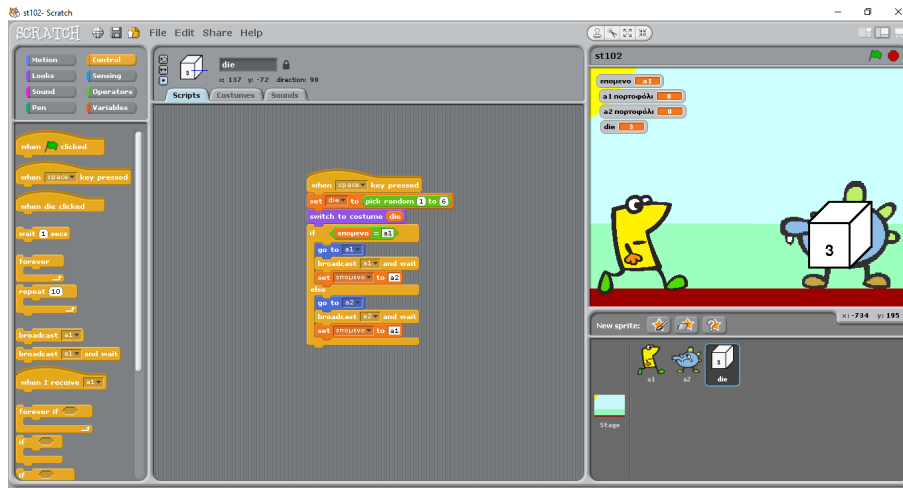 st102- Scratch
SCRATCH File Edit Share Help
Motion Control
Looks Sensing
Sound Operators
Pen Variables
when clicked
when space key pressed
when die clicked
wait 1 secs
forever
repeat 10
broadcast a1
broadcast a1 and wait
when I receive a1
forever if
if
if
die
x: 137 y: -72 direction: 90
Scripts Costumes Sounds
when space key pressed
set die to pick random 1 to 6
switch to costume die
if επομενο = a1
go to a1
broadcast a1 and wait
set επομενο to a2
else
go to a2
broadcast a2 and wait
set επομενο to a1
st102
επομενο a1
a1 πορτοφόλι 0
a2 πορτοφόλι 0
die 3
3
x: -734 y: 195
New sprite:
a1 a2 die
Stage